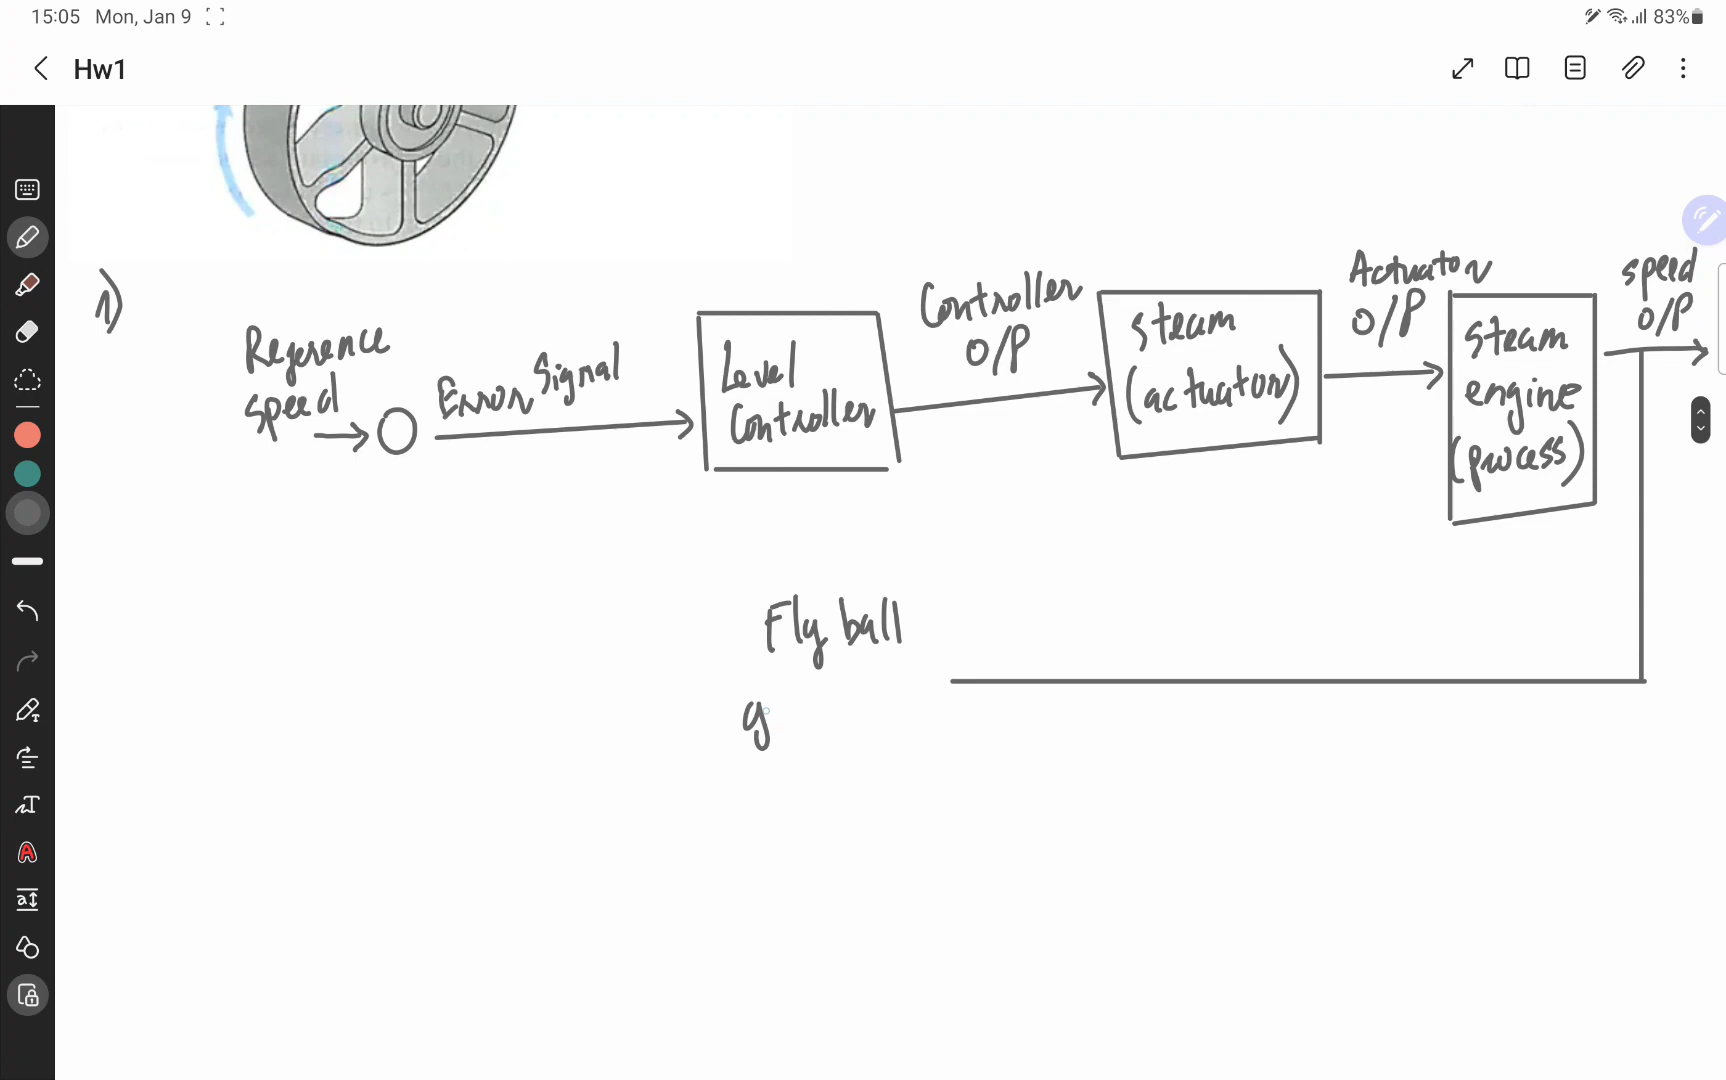 15:05 Mon, Jan 9
83%
Hw1
1)
Reference
speed
Error Signal
Level
Controller
Controller
O/P
Steam
(actuator)
Actuator
O/P
Steam
engine
(process)
speed
O/P
Fly ball
g